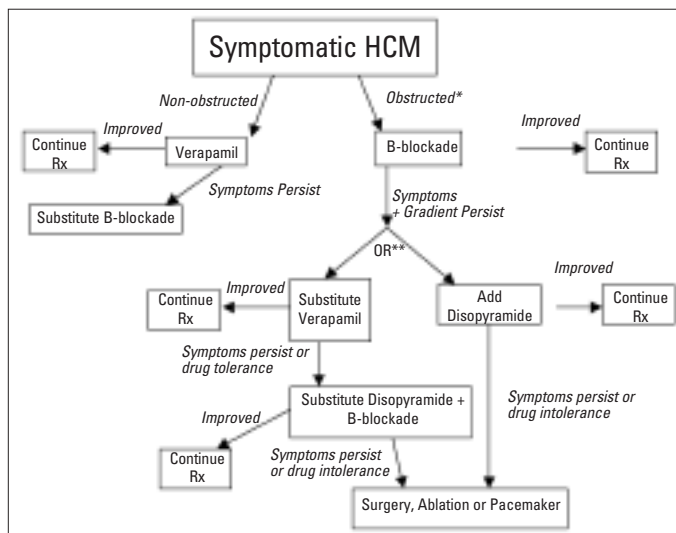 Symptomatic HCM
Non-obstructed
Obstructed*
Improved
Continue
Rx
Verapamil
B-blockade
Improved
Continue
Rx
Symptoms Persist
Substitute B-blockade
Symptoms
+ Gradient Persist
OR**
Improved
Continue
Rx
Substitute
Verapamil
Add
Disopyramide
Improved
Continue
Rx
Symptoms persist or
drug tolerance
Symptoms persist or
drug intolerance
Substitute Disopyramide +
B-blockade
Improved
Continue
Rx
Symptoms persist
or drug intolerance
Surgery, Ablation or Pacemaker